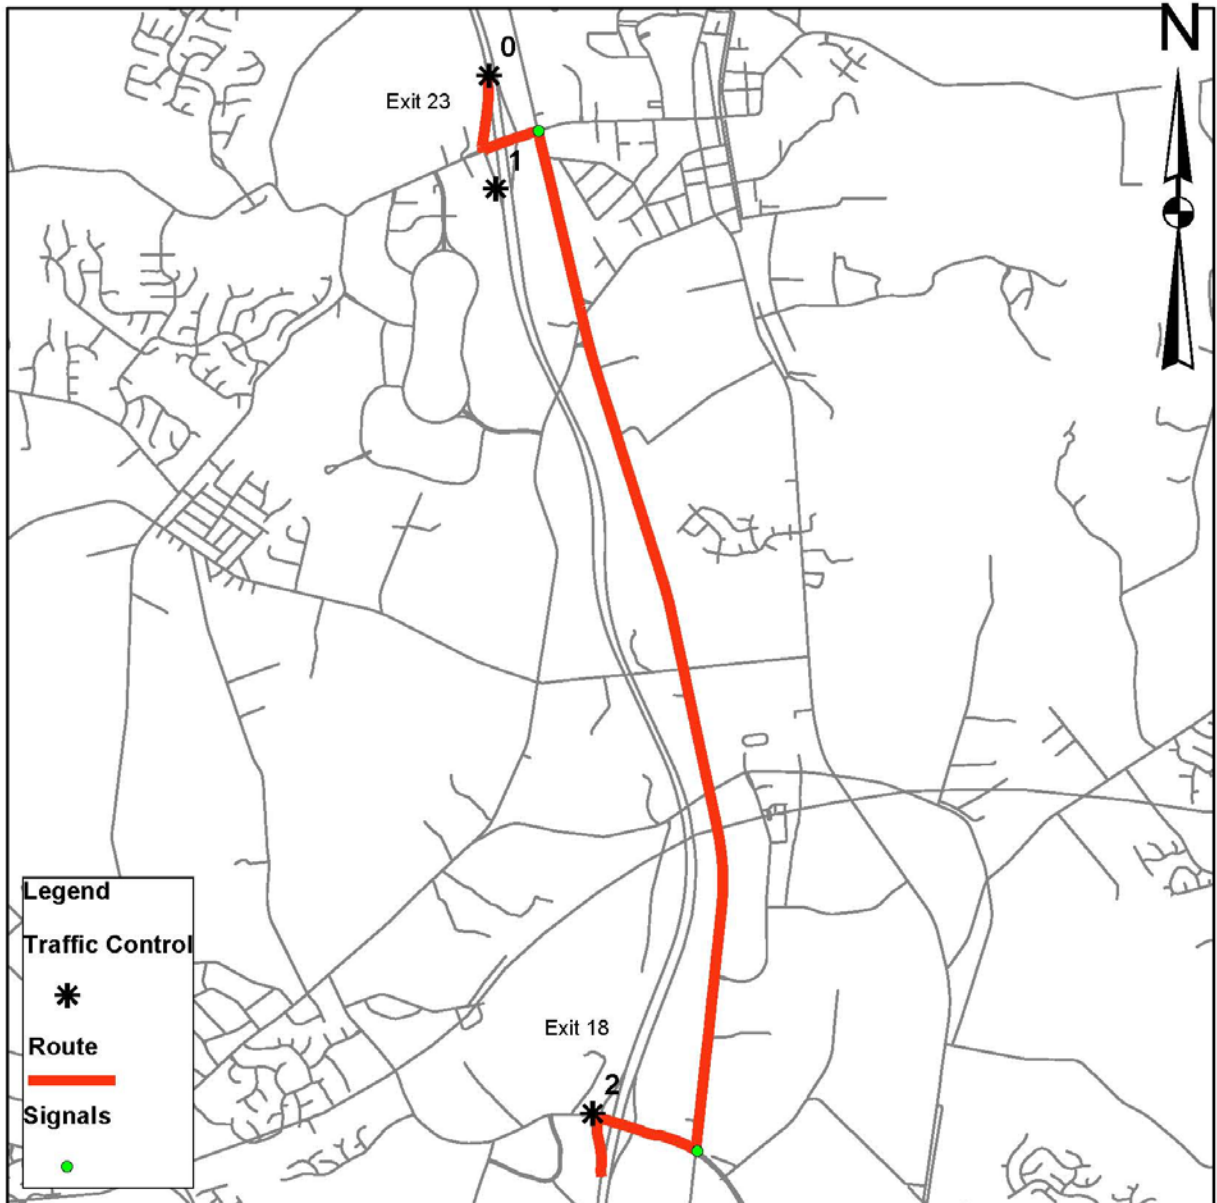 N
0
Exit 23
1
Legend
Traffic Control
Route
Signals
Exit 18
2